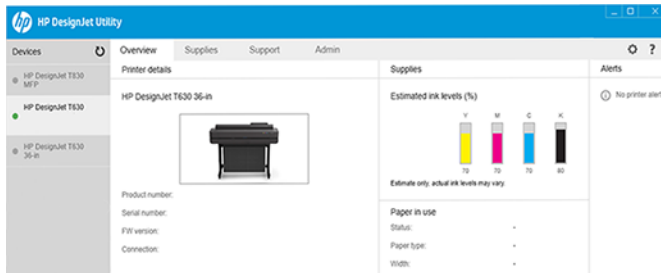 hp HP DesignJet Utility
Devices
HP DesignJet T830
MFP
HP DesignJet T630
HP DesignJet T630
36-in
Overview Supplies Support Admin
Printer details
HP DesignJet T630 36-in
Product number:
Serial number:
FW version:
Connection:
Supplies
Estimated ink levels (%)
Y M C K
70 70 70 80
Estimate only, actual ink levels may vary.
Paper in use
Status: -
Paper type: -
Width: -
?
Alerts
No printer alert